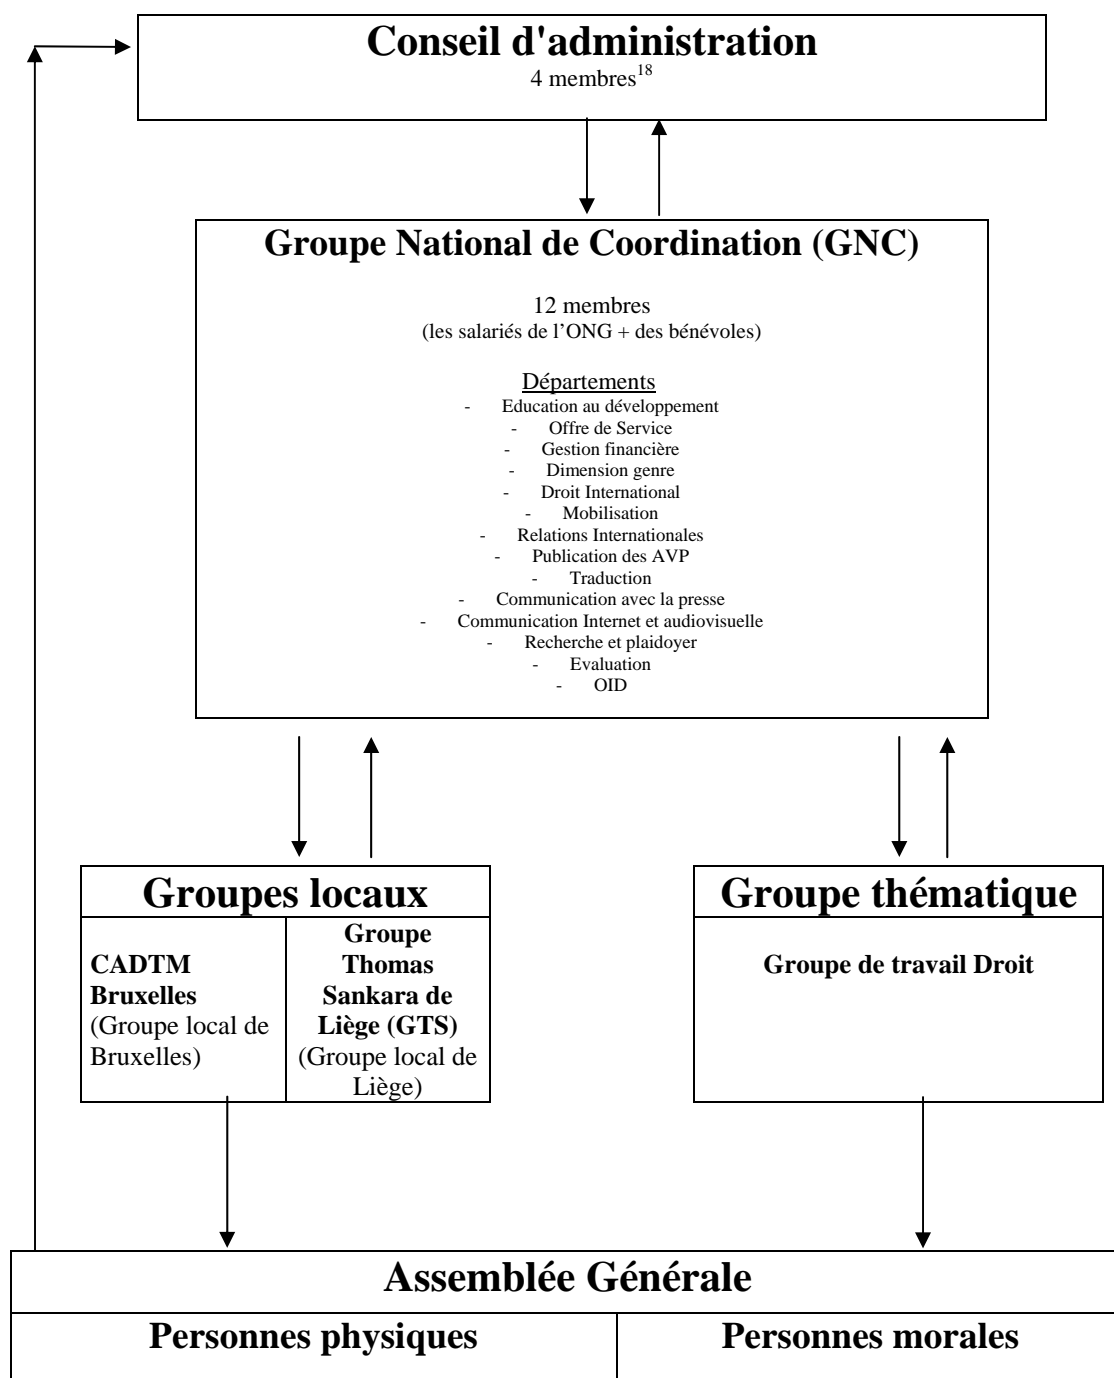 Conseil d'administration
4 membres18
Groupe National de Coordination (GNC)
12 membres
(les salariés de l’ONG + des bénévoles)
Départements
- Education au développement
- Offre de Service
- Gestion financière
- Dimension genre
- Droit International
- Mobilisation
- Relations Internationales
- Publication des AVP
- Traduction
- Communication avec la presse
- Communication Internet et audiovisuelle
- Recherche et plaidoyer
- Evaluation
- OID
Groupes locaux
CADTM
Bruxelles
(Groupe local de
Bruxelles)
Groupe
Thomas
Sankara de
Liège (GTS)
(Groupe local de
Liège)
Groupe thématique
Groupe de travail Droit
Assemblée Générale
Personnes physiques
Personnes morales